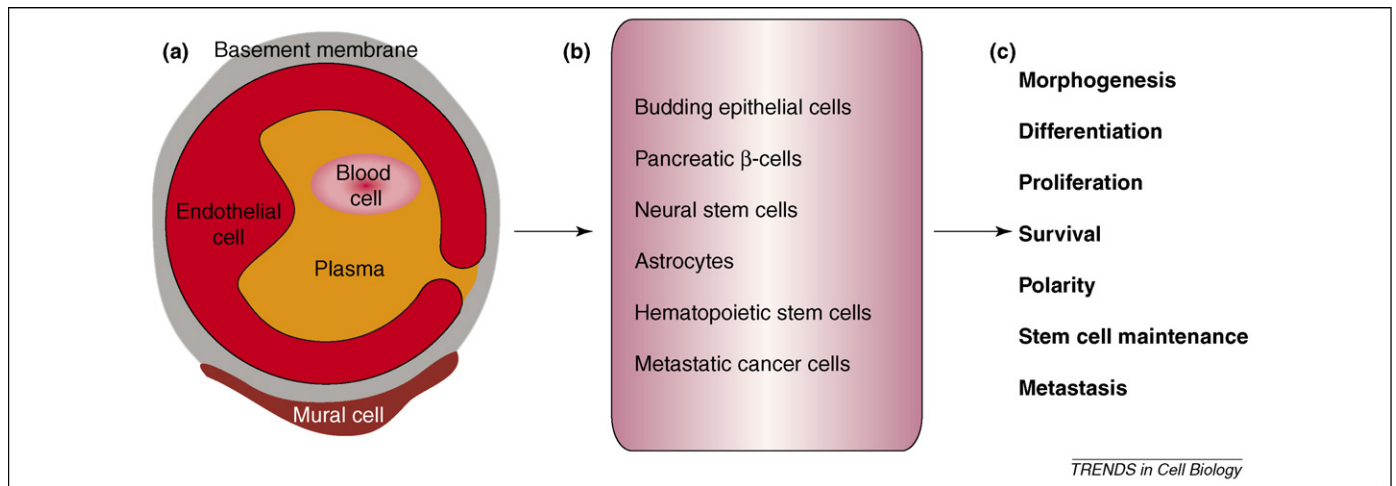 (a)
Basement membrane
Blood
cell
Endothelial
cell
Plasma
Mural cell
(b)
Budding epithelial cells
Pancreatic β-cells
Neural stem cells
Astrocytes
Hematopoietic stem cells
Metastatic cancer cells
(c)
Morphogenesis
Differentiation
Proliferation
Survival
Polarity
Stem cell maintenance
Metastasis
TRENDS in Cell Biology